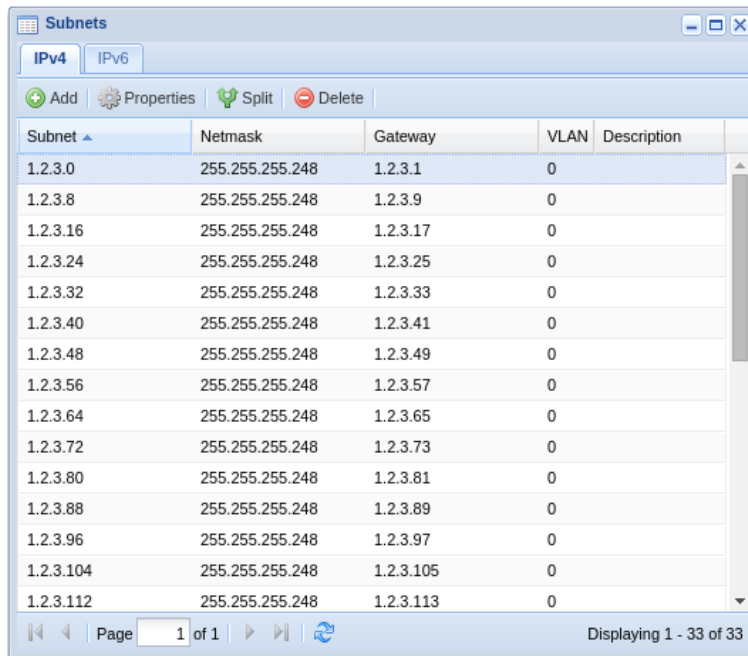 Subnets
IPv4 IPv6
Add Properties Split Delete
Subnet Netmask Gateway VLAN Description
1.2.3.0 255.255.255.248 1.2.3.1 0
1.2.3.8 255.255.255.248 1.2.3.9 0
1.2.3.16 255.255.255.248 1.2.3.17 0
1.2.3.24 255.255.255.248 1.2.3.25 0
1.2.3.32 255.255.255.248 1.2.3.33 0
1.2.3.40 255.255.255.248 1.2.3.41 0
1.2.3.48 255.255.255.248 1.2.3.49 0
1.2.3.56 255.255.255.248 1.2.3.57 0
1.2.3.64 255.255.255.248 1.2.3.65 0
1.2.3.72 255.255.255.248 1.2.3.73 0
1.2.3.80 255.255.255.248 1.2.3.81 0
1.2.3.88 255.255.255.248 1.2.3.89 0
1.2.3.96 255.255.255.248 1.2.3.97 0
1.2.3.104 255.255.255.248 1.2.3.105 0
1.2.3.112 255.255.255.248 1.2.3.113 0
Page 1 of 1 Displaying 1 - 33 of 33